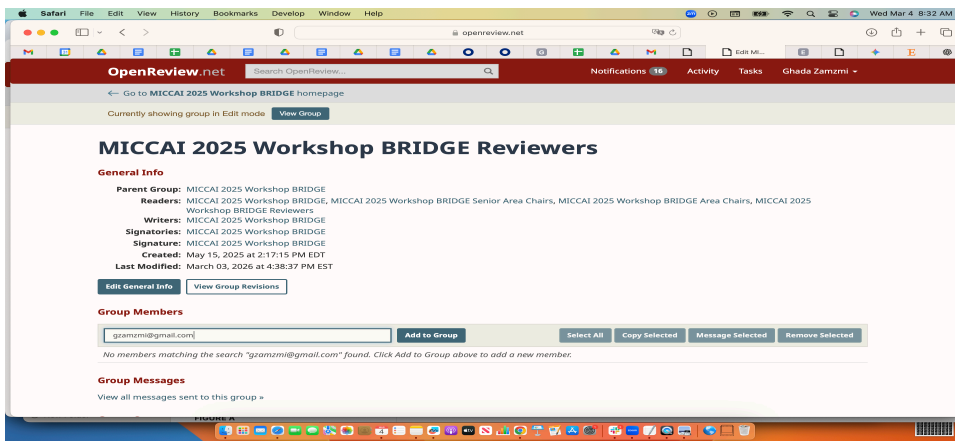 Safari File Edit View History Bookmarks Develop Window Help zm Wed Mar 4 8:32 AM
openreview.net
Edit Mi...
OpenReview.net Search OpenReview... Notifications 16 Activity Tasks Ghada Zamzmi
← Go to MICCAI 2025 Workshop BRIDGE homepage
Currently showing group in Edit mode View Group
MICCAI 2025 Workshop BRIDGE Reviewers
General Info
Parent Group: MICCAI 2025 Workshop BRIDGE
Readers: MICCAI 2025 Workshop BRIDGE, MICCAI 2025 Workshop BRIDGE Senior Area Chairs, MICCAI 2025 Workshop BRIDGE Area Chairs, MICCAI 2025
Workshop BRIDGE Reviewers
Writers: MICCAI 2025 Workshop BRIDGE
Signatories: MICCAI 2025 Workshop BRIDGE
Signature: MICCAI 2025 Workshop BRIDGE
Created: May 15, 2025 at 2:17:15 PM EDT
Last Modified: March 03, 2026 at 4:38:37 PM EST
Edit General Info View Group Revisions
Group Members
gzamzmi@gmail.com Add to Group Select All Copy Selected Message Selected Remove Selected
No members matching the search "gzamzmi@gmail.com" found. Click Add to Group above to add a new member.
Group Messages
View all messages sent to this group »
FIGURE A